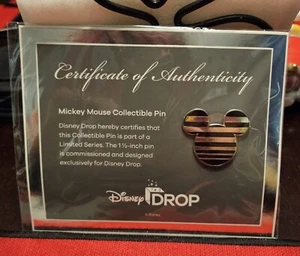 Certificate of Authenticity
Mickey Mouse Collectible Pin
Disney Drop hereby certifies that
this Collectible Pin is part of a
Limited Series. The 1½-inch pin
is commissioned and designed
exclusively for Disney Drop.
Disney DROP
©Disney